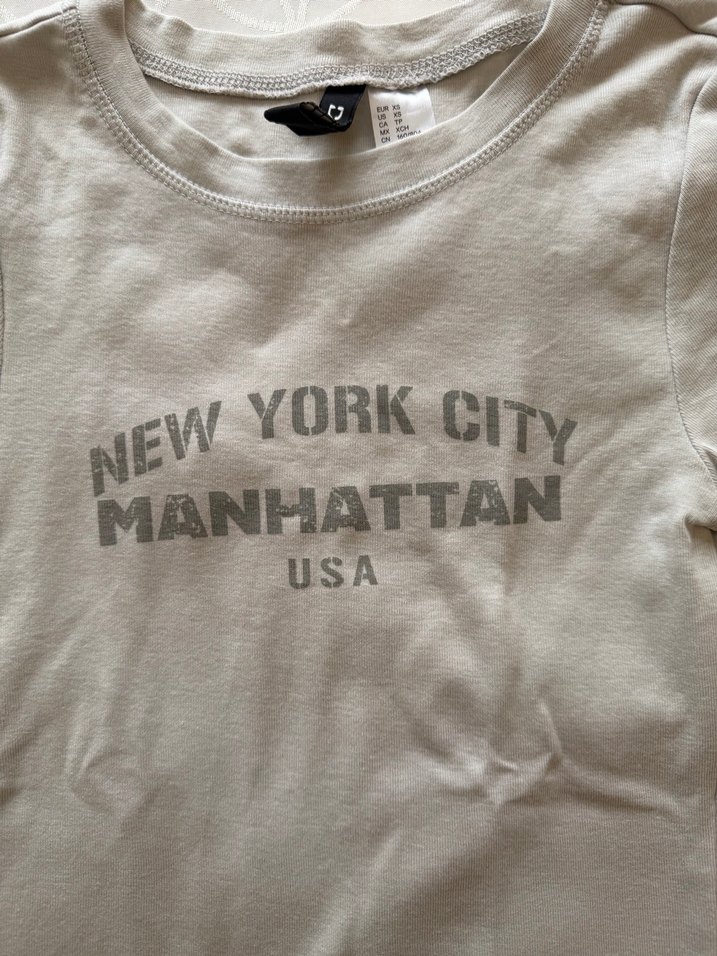 EUR XS
US XS
CA TP
MX XCH
NEW YORK CITY
MANHATTAN
USA